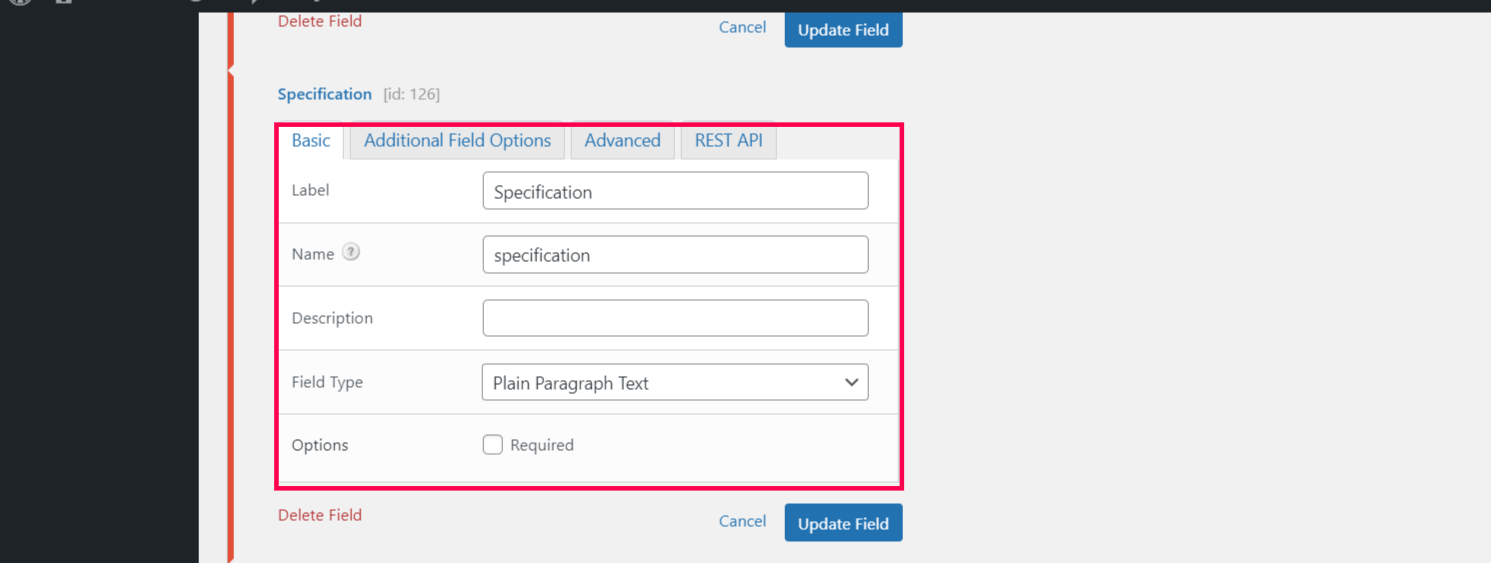 Delete Field
Cancel Update Field
Specification [id: 126]
Basic Additional Field Options Advanced REST API
Label Specification
Name ? specification
Description
Field Type Plain Paragraph Text
Options Required
Delete Field
Cancel Update Field